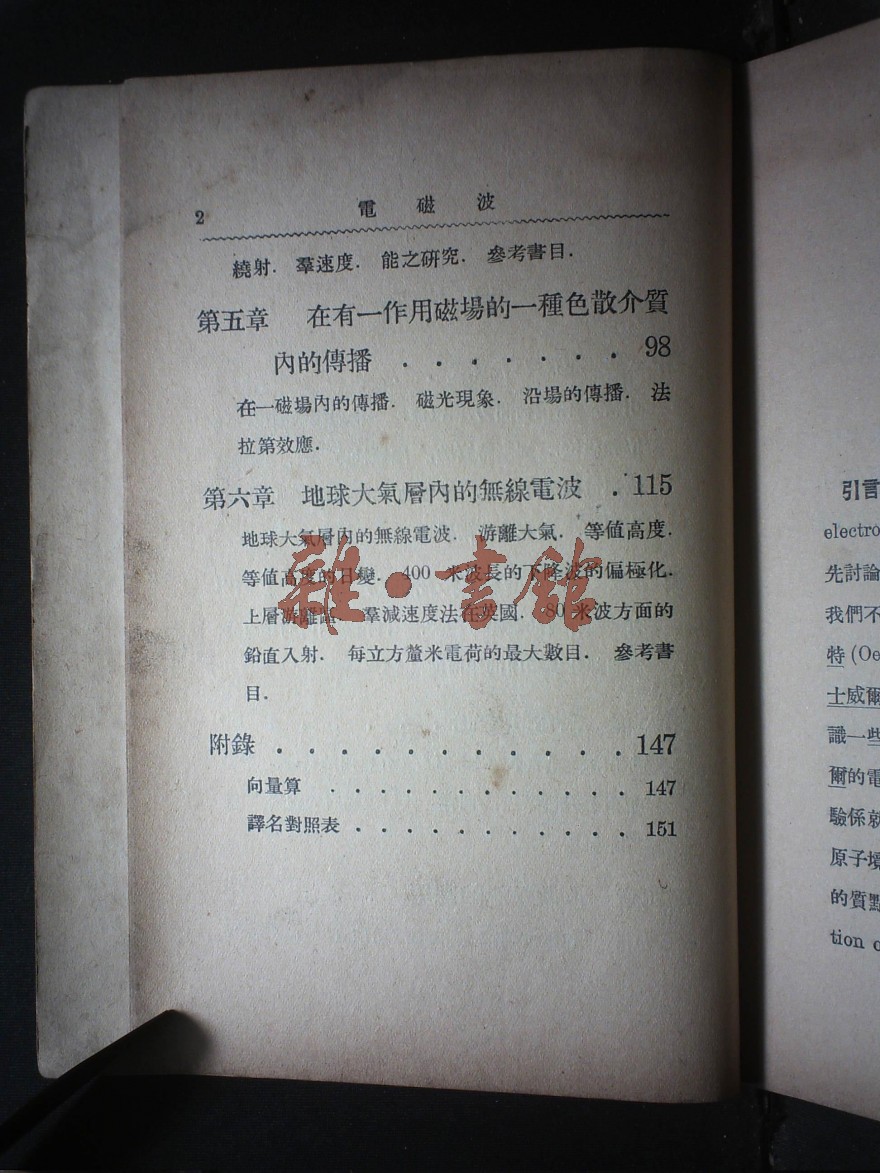 2 電磁波
繞射． 羣速度． 能之硏究． 參考書目．
第五章 在有一作用磁場的一種色散介質
內的傳播 ． ． ． ． ． ． ． 98
在一磁場內的傳播． 磁光現象． 沿場的傳播． 法
拉第效應．
第六章 地球大氣層內的無線電波 ． 115
地球大氣層內的無線電波． 游離大氣． 等值高度．
等值高度的日變． 400 米波長的下降波的偏極化．
上層游離 羣減速度法在英國． 80 米波方面的
鉛直入射． 每立方釐米電荷的最大數目． 參考書
目．
附錄 ． ． ． ． ． ． ． ． ． ． ． ． 147
向量算 ． ． ． ． ． ． ． ． ． ． ． ． 147
譯名對照表 ． ． ． ． ． ． ． ． ． ． ． 151
雜·書館
引言
electro
先討論
我們不
特 (Oe
士威爾
識一些
爾的電
驗係就
原子境
的質點
tion o